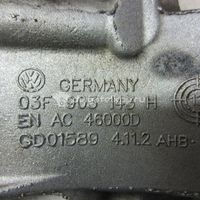 GERMANY
03F 903 143 H
EN AC 46000D
GD01589 4.11.2 AHB-